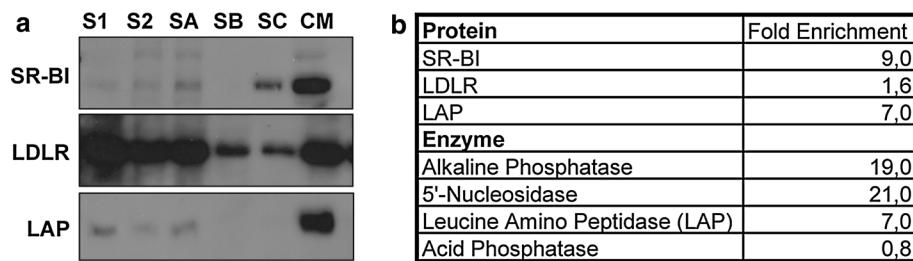 a
S1 S2 SA SB SC CM
SR-BI
LDLR
LAP
b
Protein Fold Enrichment
SR-BI 9,0
LDLR 1,6
LAP 7,0
Enzyme
Alkaline Phosphatase 19,0
5'-Nucleosidase 21,0
Leucine Amino Peptidase (LAP) 7,0
Acid Phosphatase 0,8